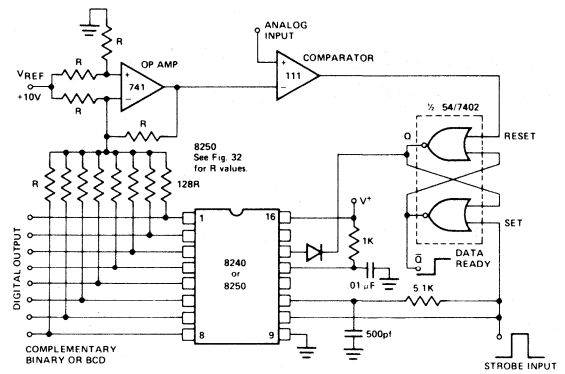 ANALOG
INPUT
R
OP AMP
COMPARATOR
VREF
+10V
R
R
+
741
−
+
111
−
½ 54/7402
R
Q
RESET
8250
See Fig. 32
for R values.
R
128R
V+
SET
1
16
1K
DATA
READY
Q̅
DIGITAL OUTPUT
8240
or
8250
.01 µF
5.1K
8
9
500pf
COMPLEMENTARY
BINARY OR BCD
STROBE INPUT